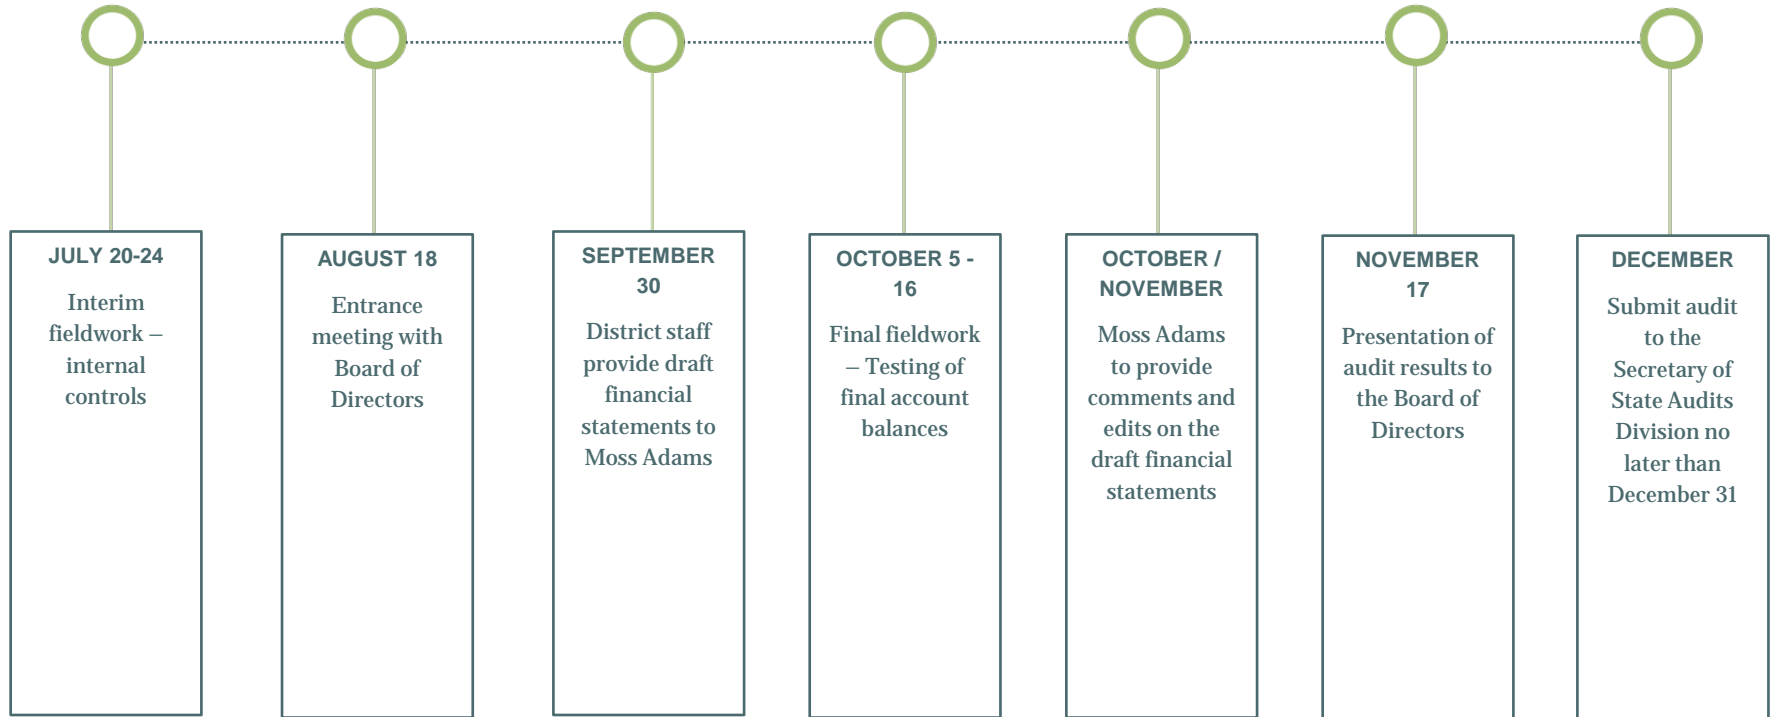 JULY 20-24
Interim
fieldwork –
internal
controls
AUGUST 18
Entrance
meeting with
Board of
Directors
SEPTEMBER
30
District staff
provide draft
financial
statements to
Moss Adams
OCTOBER 5 -
16
Final fieldwork
– Testing of
final account
balances
OCTOBER /
NOVEMBER
Moss Adams
to provide
comments and
edits on the
draft financial
statements
NOVEMBER
17
Presentation of
audit results to
the Board of
Directors
DECEMBER
Submit audit
to the
Secretary of
State Audits
Division no
later than
December 31